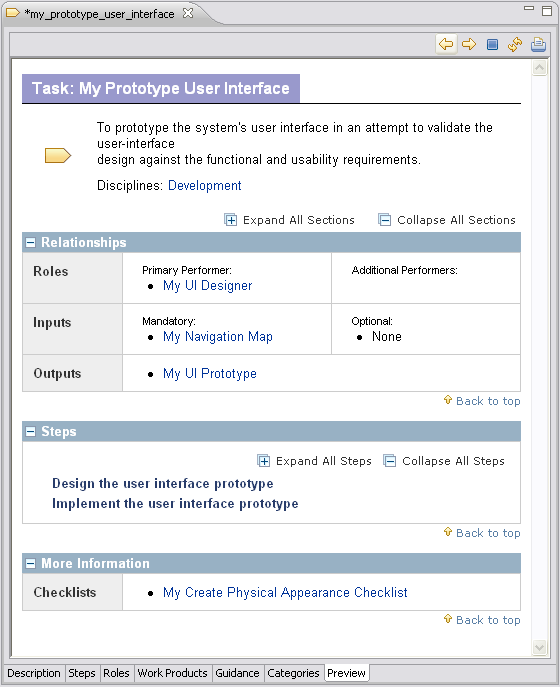 *my_prototype_user_interface
Task: My Prototype User Interface
To prototype the system's user interface in an attempt to validate the
user-interface
design against the functional and usability requirements.
Disciplines: Development
Expand All Sections Collapse All Sections
Relationships
Roles Primary Performer: Additional Performers:
• My UI Designer
Inputs Mandatory: Optional:
• My Navigation Map • None
Outputs • My UI Prototype
Back to top
Steps
Expand All Steps Collapse All Steps
Design the user interface prototype
Implement the user interface prototype
Back to top
More Information
Checklists • My Create Physical Appearance Checklist
Back to top
Description Steps Roles Work Products Guidance Categories Preview